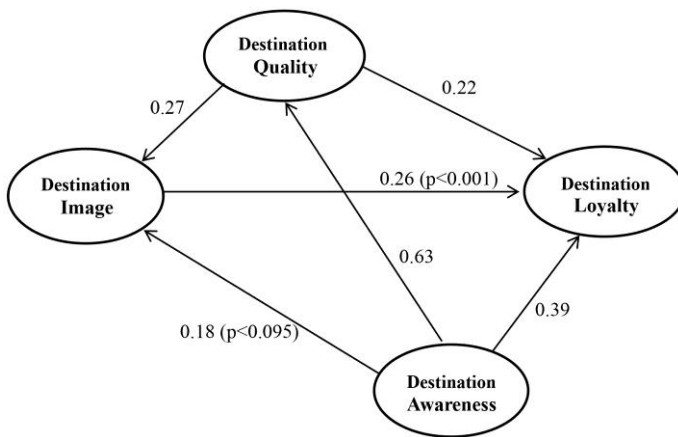 Destination
Quality
0.27
0.22
Destination
Image
0.26 (p<0.001)
Destination
Loyalty
0.63
0.18 (p<0.095)
0.39
Destination
Awareness